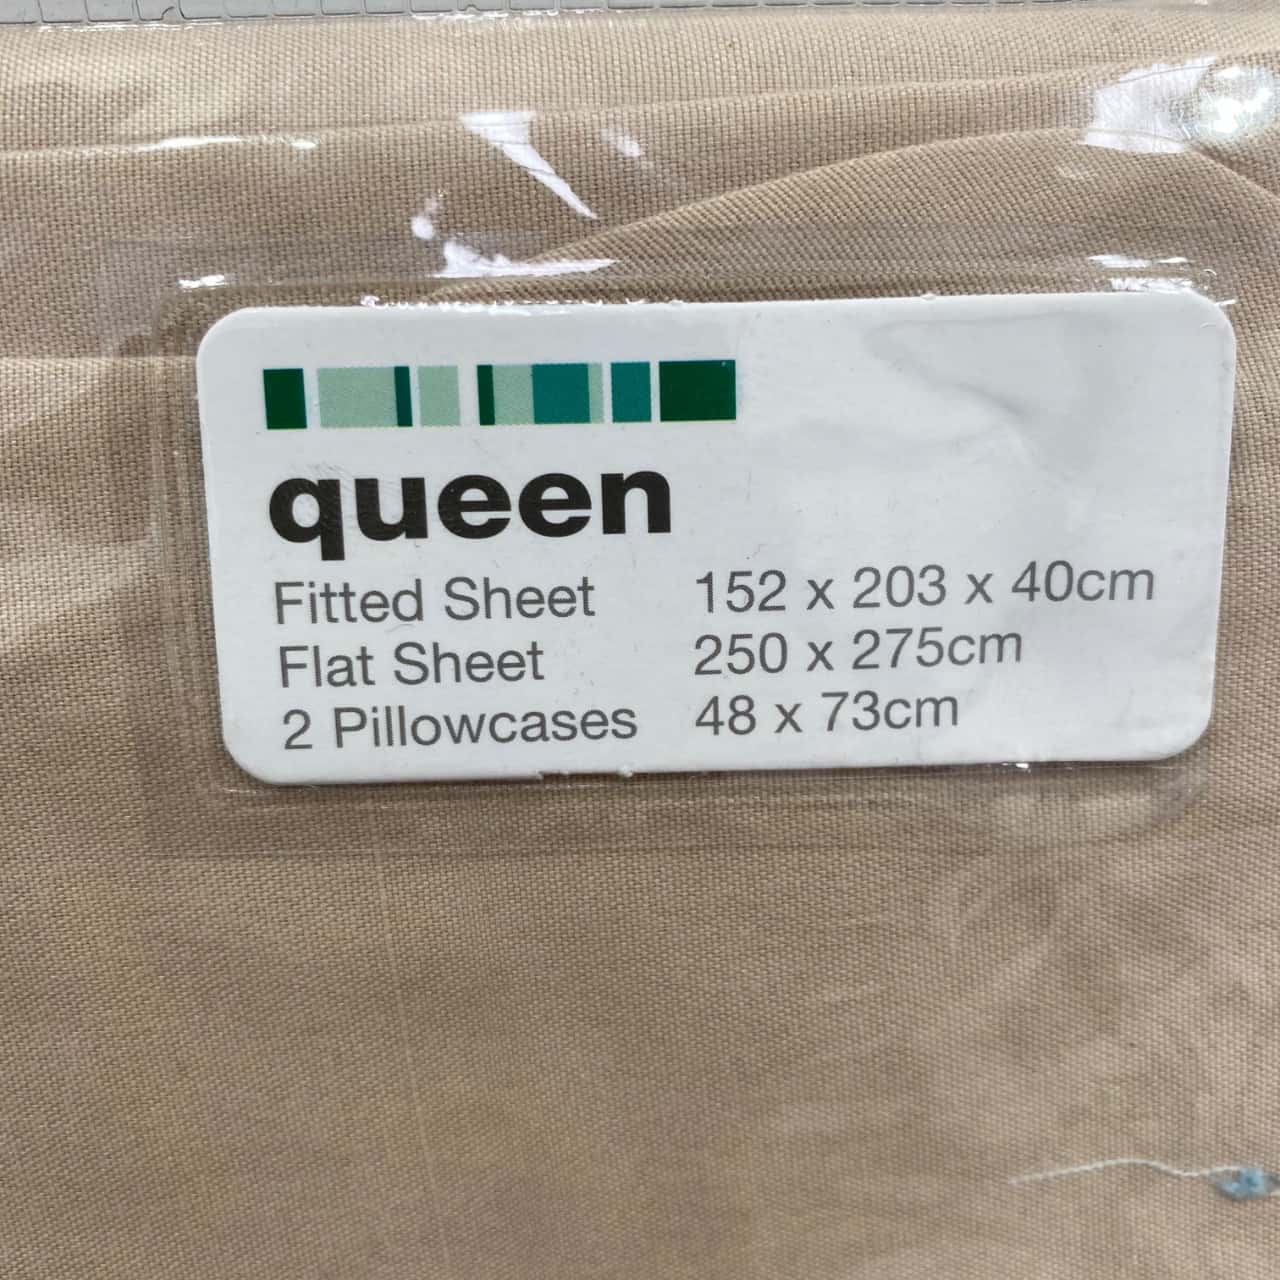 queen
Fitted Sheet 152 x 203 x 40cm
Flat Sheet 250 x 275cm
2 Pillowcases 48 x 73cm